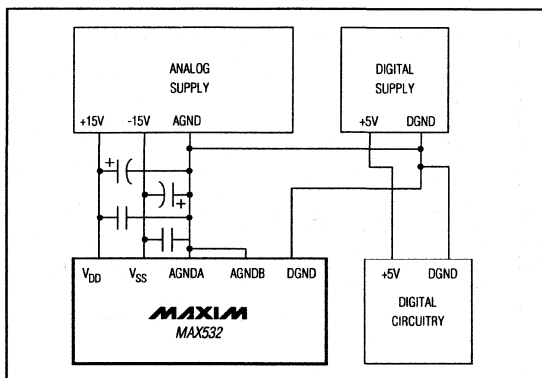 ANALOG
SUPPLY
DIGITAL
SUPPLY
+15V -15V AGND
+5V DGND
+
+
VDD VSS AGNDA AGNDB DGND
+5V DGND
MAXIM
MAX532
DIGITAL
CIRCUITRY